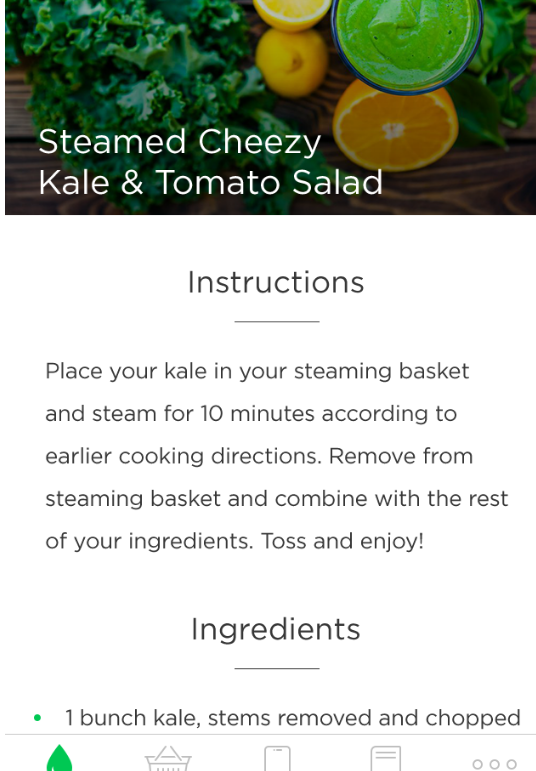 Steamed Cheezy
Kale & Tomato Salad
Instructions
Place your kale in your steaming basket
and steam for 10 minutes according to
earlier cooking directions. Remove from
steaming basket and combine with the rest
of your ingredients. Toss and enjoy!
Ingredients
• 1 bunch kale, stems removed and chopped